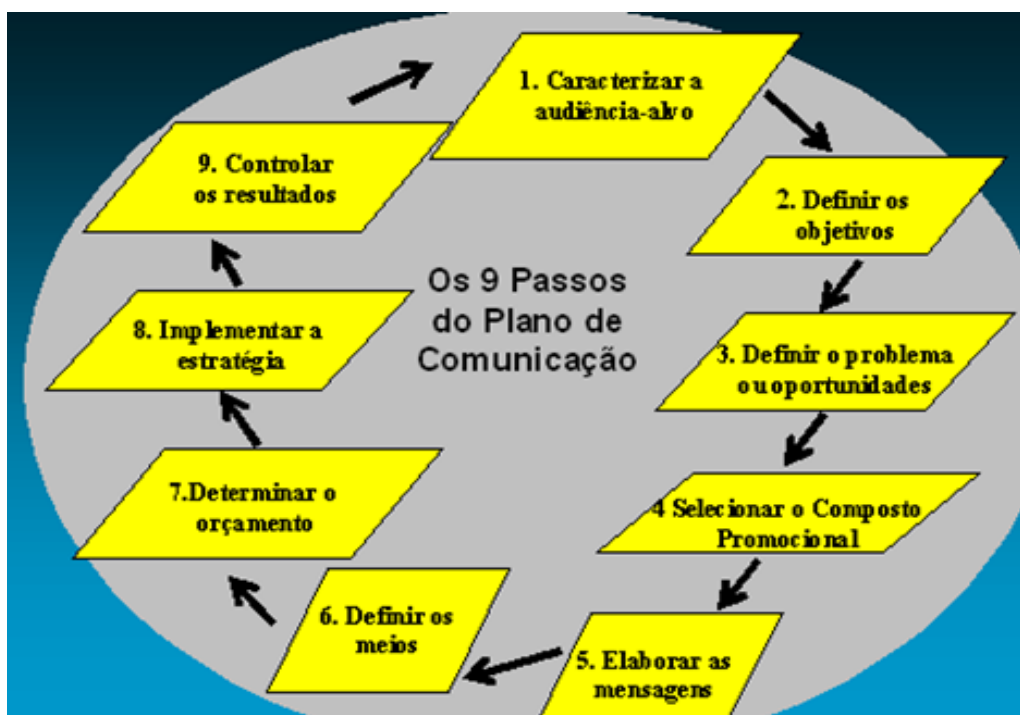 1. Caracterizar a
audiência-alvo
2. Definir os
objetivos
3. Definir o problema
ou oportunidades
4 Selecionar o Composto
Promocional
5. Elaborar as
mensagens
6. Definir os
meios
7.Determinar o
orçamento
8. Implementar a
estratégia
9. Controlar
os resultados
Os 9 Passos
do Plano de
Comunicação